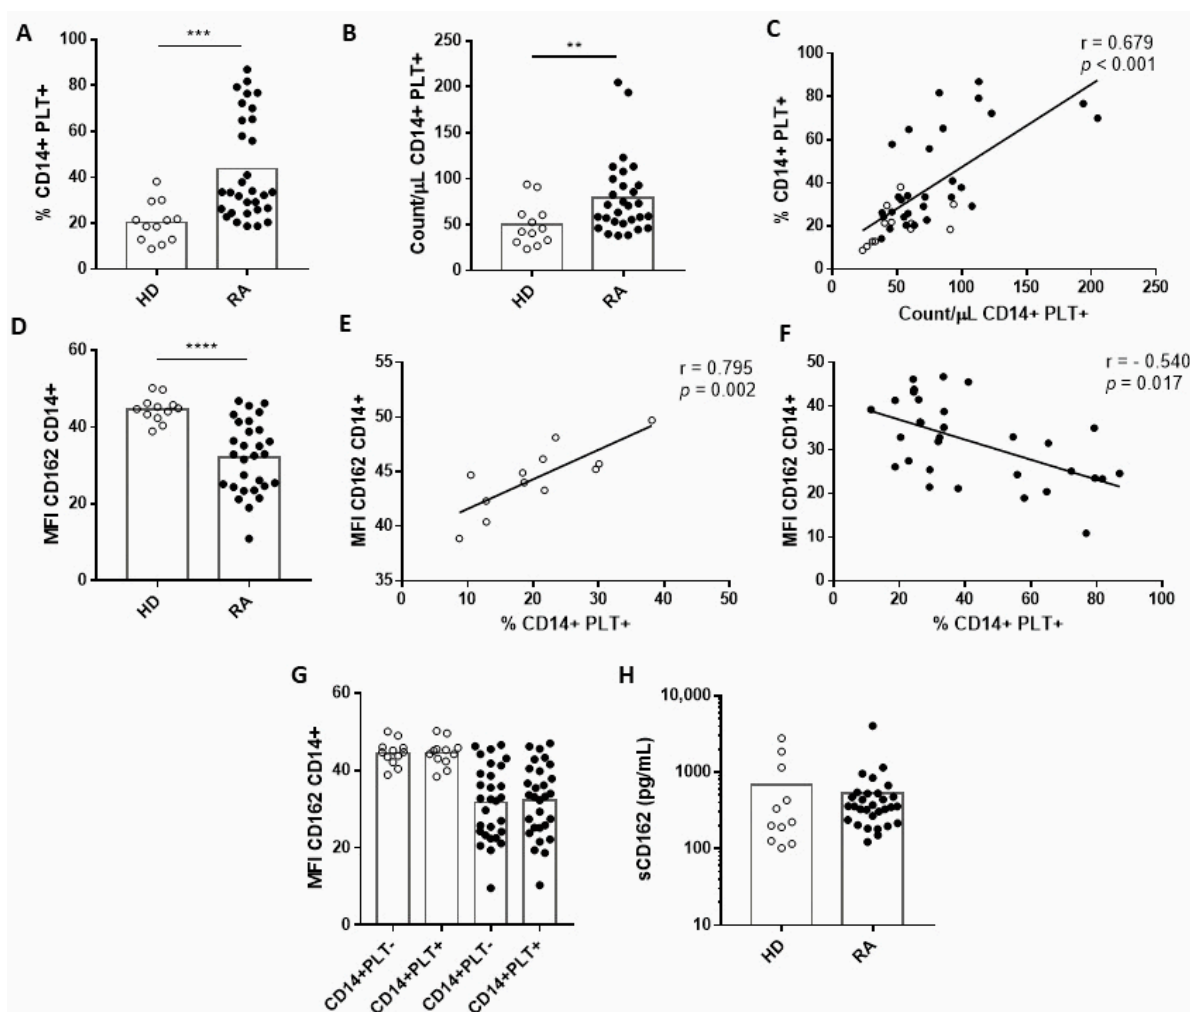 A
% CD14+ PLT+
100
80
60
40
20
0
***
HD
RA
B
Count/μL CD14+ PLT+
250
200
150
100
50
0
**
HD
RA
C
% CD14+ PLT+
100
80
60
40
20
0
r = 0.679
p < 0.001
0 50 100 150 200 250
Count/μL CD14+ PLT+
D
MFI CD162 CD14+
60
40
20
0
****
HD
RA
E
MFI CD162 CD14+
55
50
45
40
35
r = 0.795
p = 0.002
0 10 20 30 40 50
% CD14+ PLT+
F
MFI CD162 CD14+
50
40
30
20
10
0
r = - 0.540
p = 0.017
0 20 40 60 80 100
% CD14+ PLT+
G
MFI CD162 CD14+
60
40
20
0
CD14+PLT-
CD14+PLT+
CD14+PLT-
CD14+PLT+
H
sCD162 (pg/mL)
10,000
1000
100
10
HD
RA